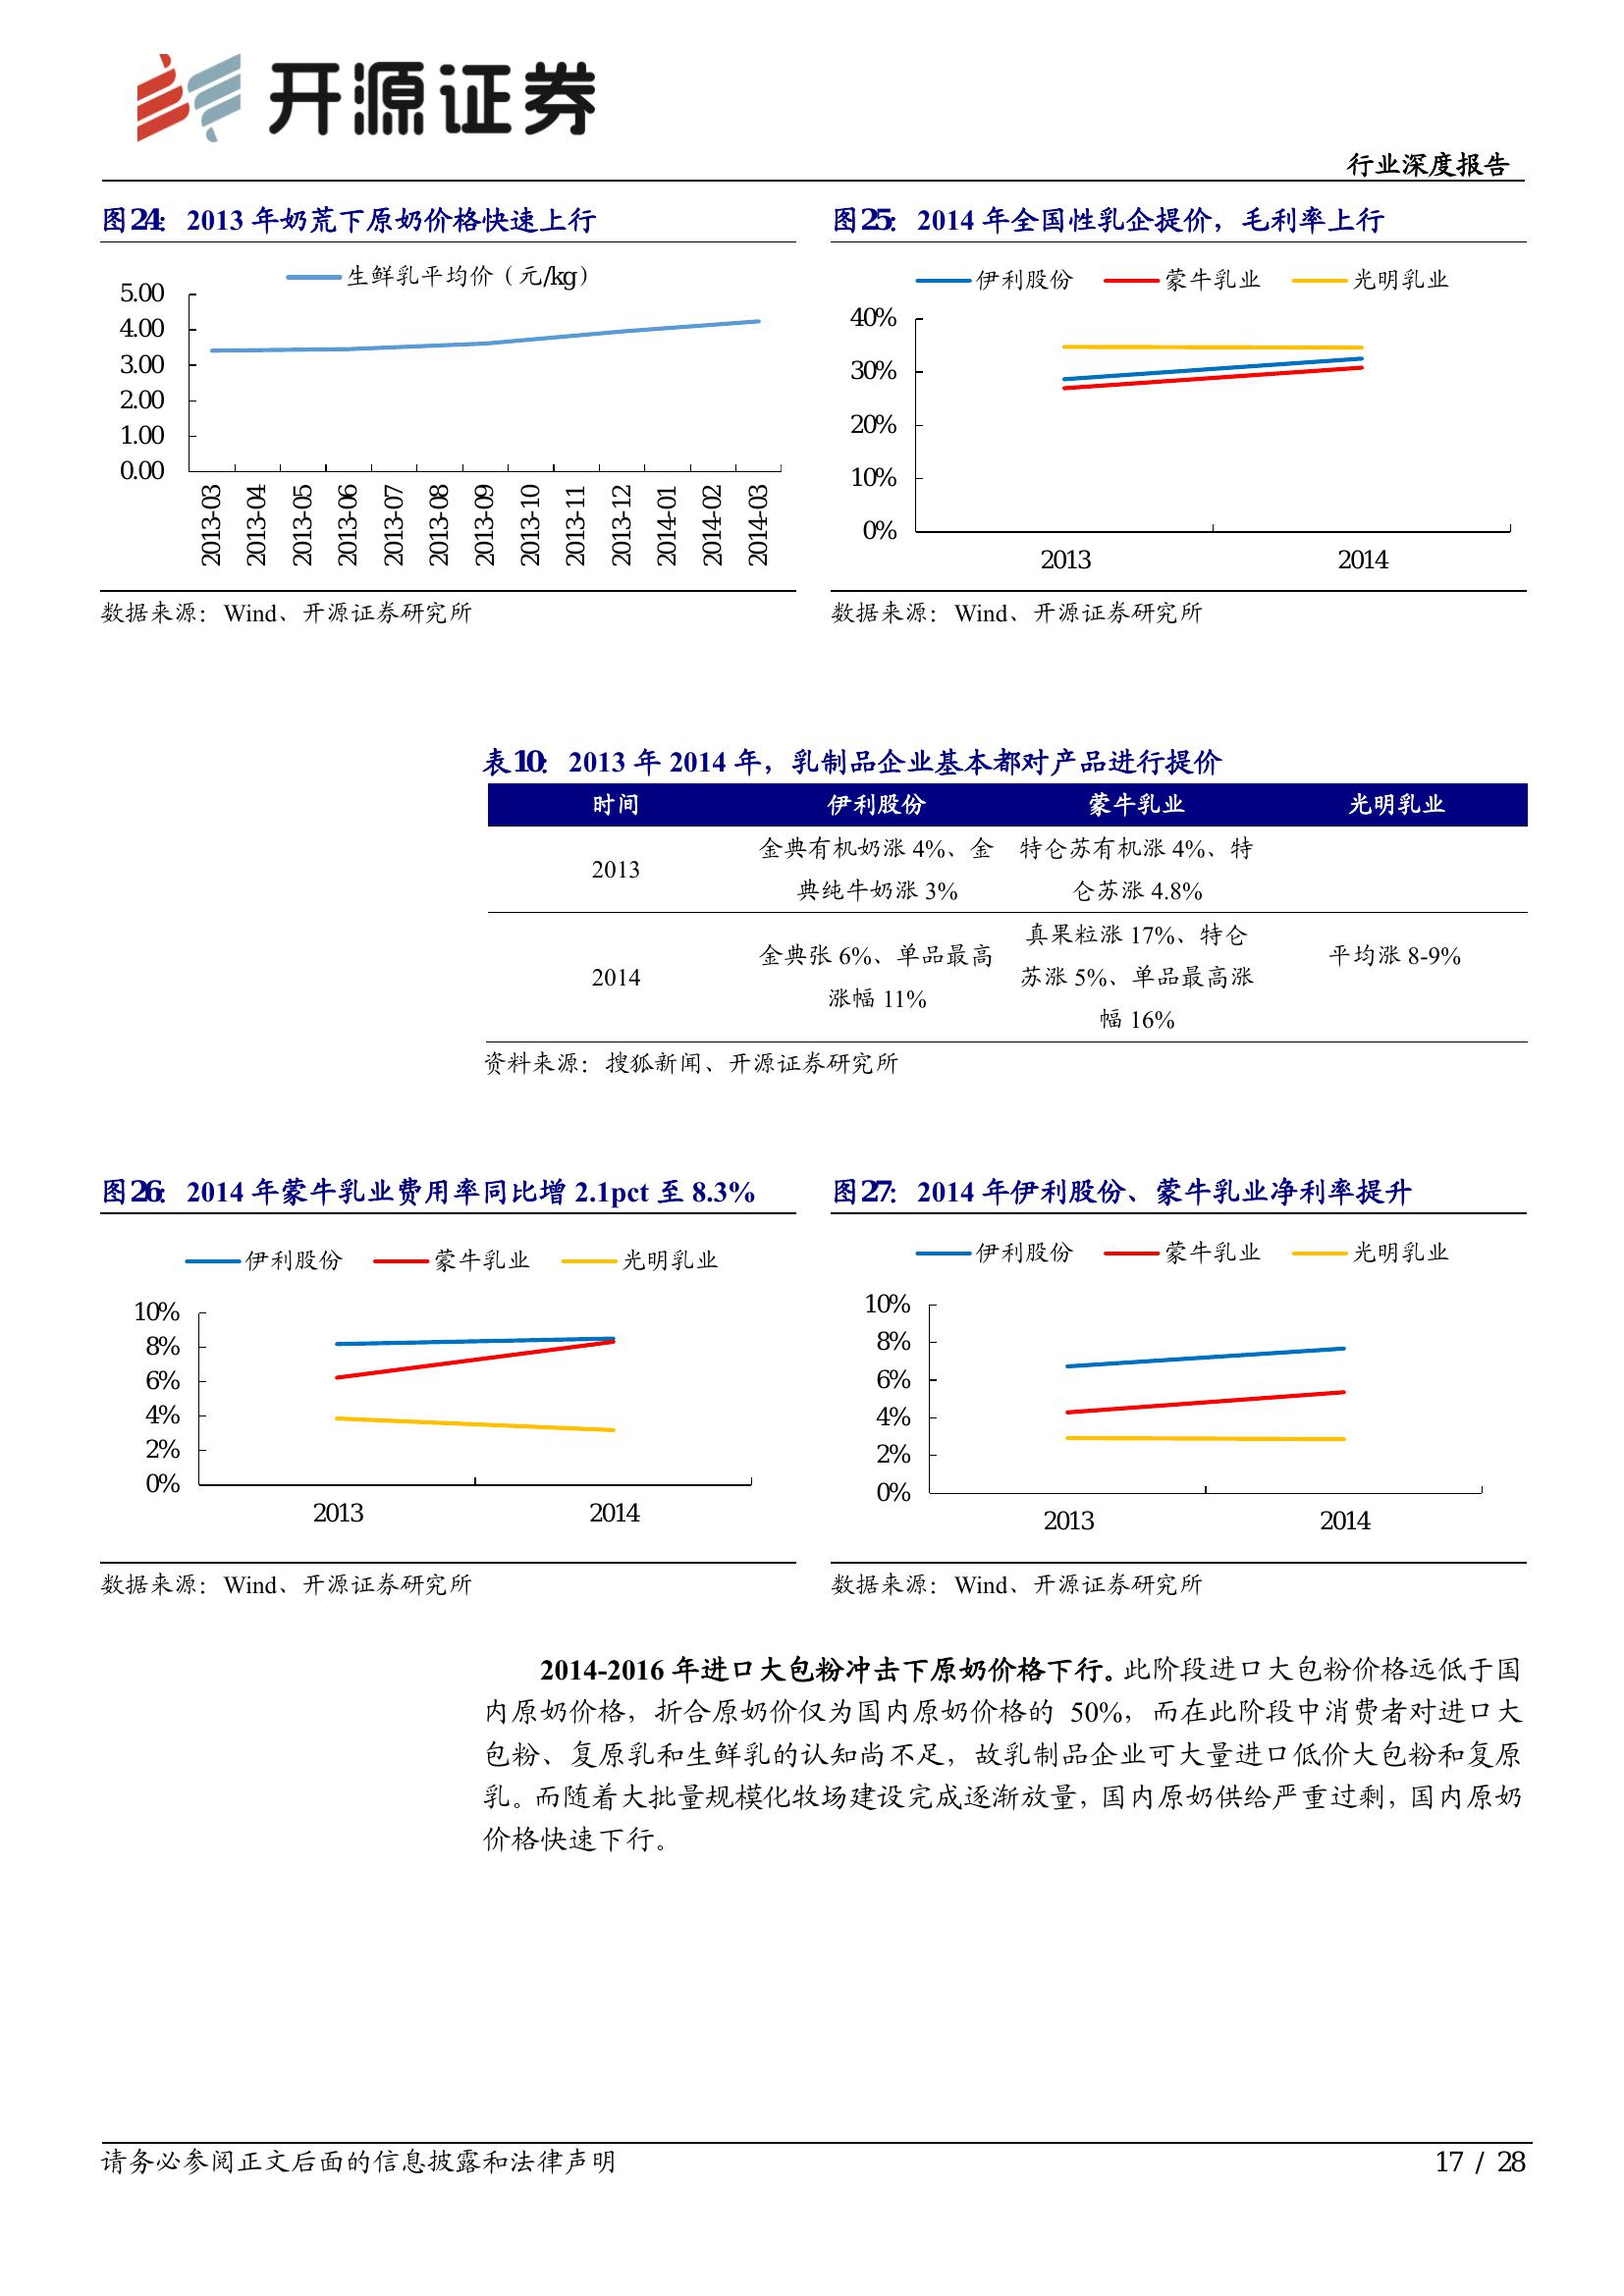 开源证券
行业深度报告
图24： 2013 年奶荒下原奶价格快速上行
生鲜乳平均价（元/kg）
5.00
4.00
3.00
2.00
1.00
0.00
2013-03
2013-04
2013-05
2013-06
2013-07
2013-08
2013-09
2013-10
2013-11
2013-12
2014-01
2014-02
2014-03
数据来源：Wind、开源证券研究所
图25： 2014 年全国性乳企提价，毛利率上行
伊利股份 蒙牛乳业 光明乳业
40%
30%
20%
10%
0%
2013 2014
数据来源：Wind、开源证券研究所
表10： 2013 年 2014 年，乳制品企业基本都对产品进行提价
时间 伊利股份 蒙牛乳业 光明乳业
2013
金典有机奶涨 4%、金
典纯牛奶涨 3%
特仑苏有机涨 4%、特
仑苏涨 4.8%
2014
金典张 6%、单品最高
涨幅 11%
真果粒涨 17%、特仑
苏涨 5%、单品最高涨
幅 16%
平均涨 8-9%
资料来源：搜狐新闻、开源证券研究所
图26： 2014 年蒙牛乳业费用率同比增 2.1pct 至 8.3%
伊利股份 蒙牛乳业 光明乳业
10%
8%
6%
4%
2%
0%
2013 2014
数据来源：Wind、开源证券研究所
图27： 2014 年伊利股份、蒙牛乳业净利率提升
伊利股份 蒙牛乳业 光明乳业
10%
8%
6%
4%
2%
0%
2013 2014
数据来源：Wind、开源证券研究所
2014-2016 年进口大包粉冲击下原奶价格下行。此阶段进口大包粉价格远低于国
内原奶价格，折合原奶价仅为国内原奶价格的 50%，而在此阶段中消费者对进口大
包粉、复原乳和生鲜乳的认知尚不足，故乳制品企业可大量进口低价大包粉和复原
乳。而随着大批量规模化牧场建设完成逐渐放量，国内原奶供给严重过剩，国内原奶
价格快速下行。
请务必参阅正文后面的信息披露和法律声明
17 / 28